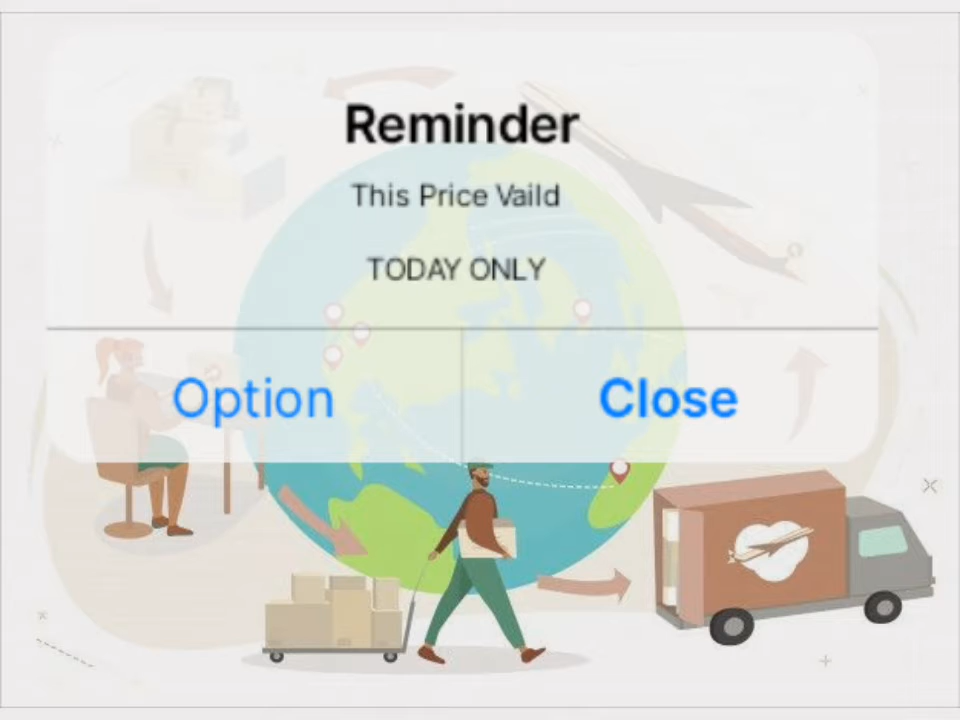 Reminder
This Price Vaild
TODAY ONLY
Option
Close